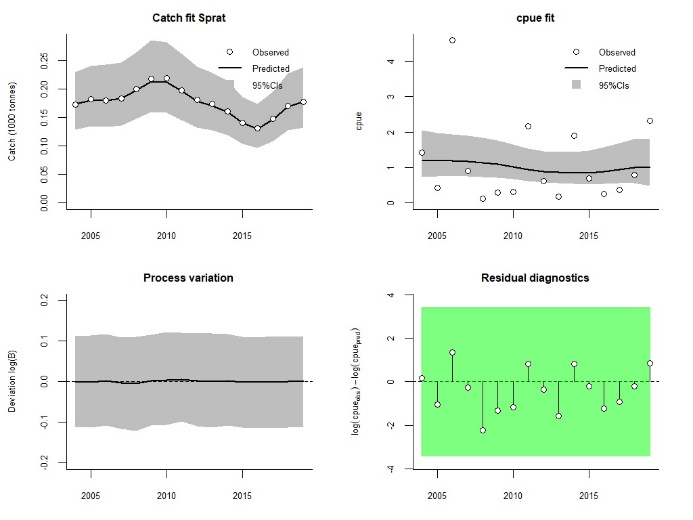 Catch fit Sprat
Catch (1000 tonnes)
0.00 0.05 0.10 0.15 0.20 0.25
Observed
Predicted
95%CIs
2005 2010 2015
cpue fit
cpue
0 1 2 3 4
Observed
Predicted
95%CIs
2005 2010 2015
Process variation
Deviation log(B)
-0.2 -0.1 0.0 0.1 0.2
2005 2010 2015
Residual diagnostics
log(cpue_obs) − log(cpue_pred)
-4 -2 0 2 4
2005 2010 2015